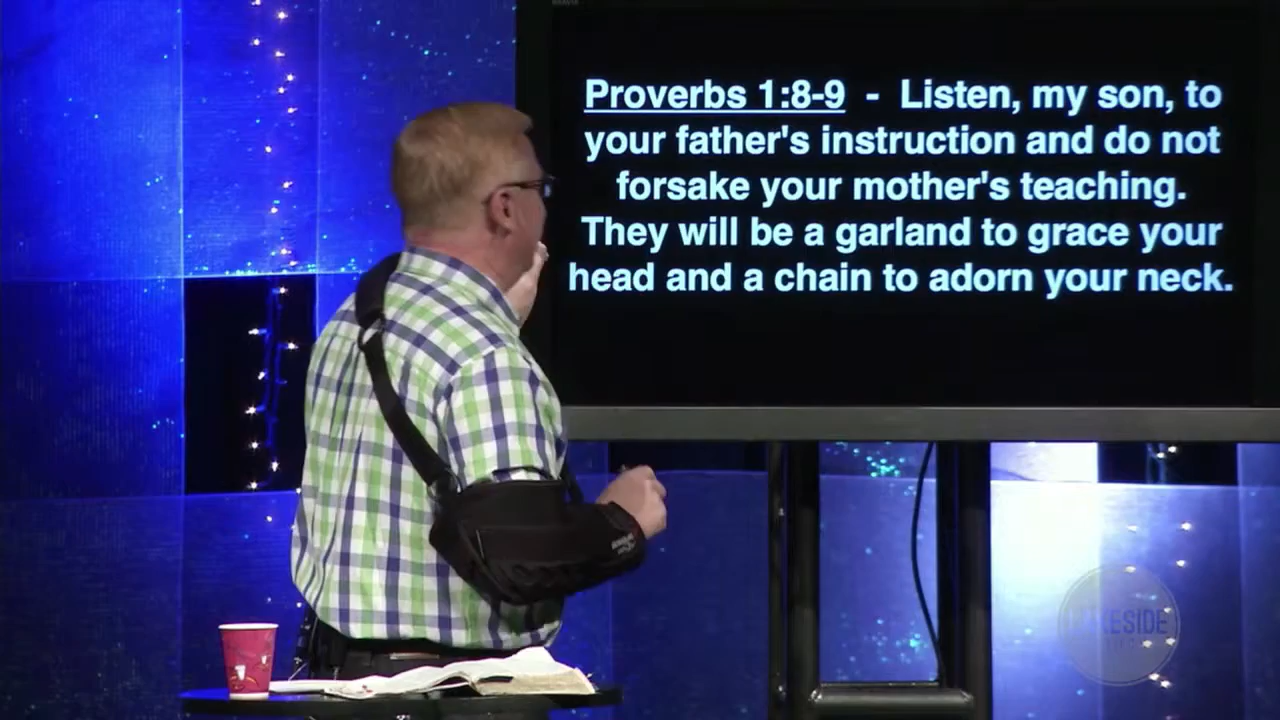 Proverbs 1:8-9 - Listen, my son, to
your father's instruction and do not
forsake your mother's teaching.
They will be a garland to grace your
head and a chain to adorn your neck.
LAKESIDE